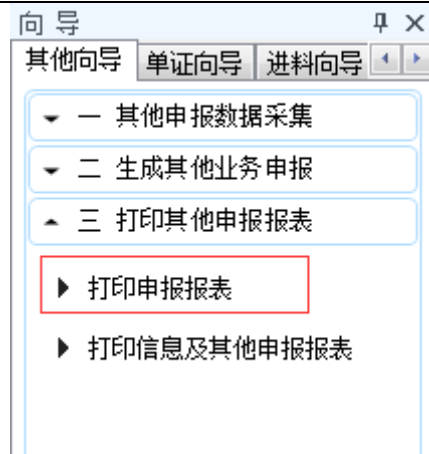 向 导
其他向导 单证向导 进料向导
一 其他申报数据采集
二 生成其他业务申报
三 打印其他申报报表
打印申报报表
打印信息及其他申报报表